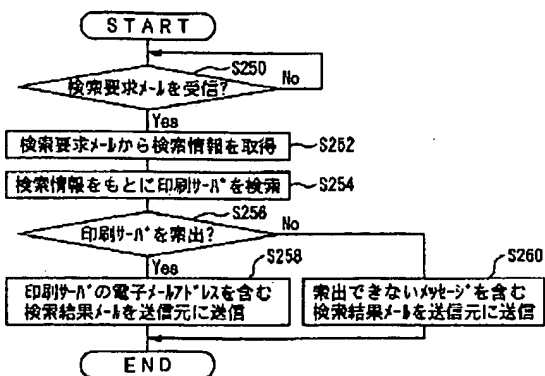 START
S250
検索要求ﾒｰﾙを受信?
No
Yes
検索要求ﾒｰﾙから検索情報を取得
S252
検索情報をもとに印刷ｻｰﾊﾞを検索
S254
S256
印刷ｻｰﾊﾞを索出?
No
Yes
S258
印刷ｻｰﾊﾞの電子ﾒｰﾙｱﾄﾞﾚｽを含む
検索結果ﾒｰﾙを送信元に送信
S260
索出できないﾒｯｾｰｼﾞを含む
検索結果ﾒｰﾙを送信元に送信
END